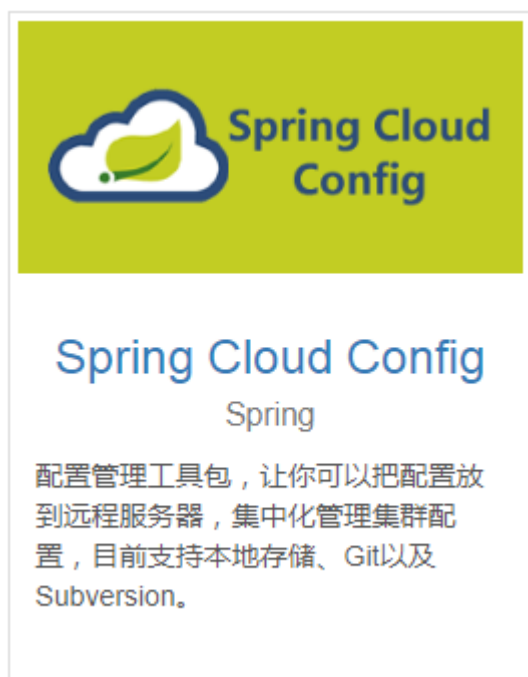 Spring Cloud
Config
Spring Cloud Config
Spring
配置管理工具包，让你可以把配置放
到远程服务器，集中化管理集群配
置，目前支持本地存储、Git以及
Subversion。